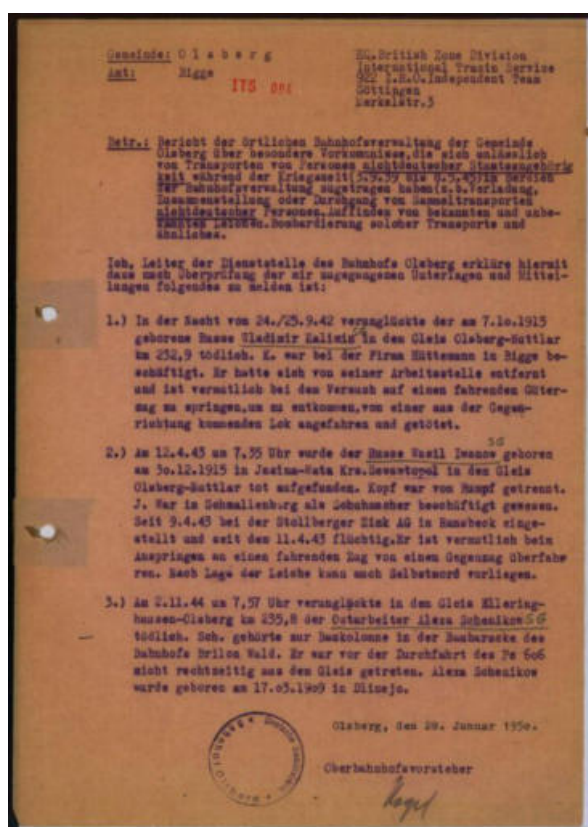 Gemeinde: O l s b e r g
Amt: Bigge
HQ.British Zone Division
International Tracin Service
922 I.R.O.Independent Team
Göttingen
Merkelstr.3
ITS
Betr.: Bericht der örtlichen Bahnhofsverwaltung der Gemeinde
Olsberg über besondere Vorkommnisse,die sich anlässlich
von Transporten von Personen nichtdeutscher Staatsangehörig
keit während der Kriegszeit(3.9.39 bis 8.5.45)im Bereich
der Bahnhofsverwaltung zugetragen haben(z.b.Verladung,
Zusammenstellung oder Durchgang von Sammeltransporten
nichtdeutscher Personen,Auffinden von bekannten und unbe-
kannten Leichen.Bombardierung solcher Transporte und
ähnliches.
Ich, Leiter der Dienststelle des Bahnhofs Olsberg erkläre hiermit
dass nach Überprüfung der mir zugegangenen Unterlagen und Mittei-
lungen folgendes zu melden ist:
1.) In der Nacht vom 24./25.9.42 verunglückte der am 7.10.1915
geborene Russe Wladimir Kalinin in dem Gleis Olsberg-Nuttlar
km 232,9 tödlich. K. war bei der Firma Hüttemann in Bigge be-
schäftigt. Er hatte sich von seiner Arbeitsstelle entfernt
und ist vermutlich bei dem Versuch auf einen fahrenden Güter-
zug zu springen,um zu entkommen,von einer aus der Gegen-
richtung kommenden Lok angefahren und getötet.
SG
2.) Am 12.4.43 um 7.35 Uhr wurde der Russe Wasil Iwanow geboren
am 30.12.1915 in Jasina-Nata Krs.Sewastopol in dem Gleis
Olsberg-Nuttlar tot aufgefunden. Kopf war vom Rumpf getrennt.
J. War in Schmallenb.rg als Schuhmacher beschäftigt gewesen.
Seit 9.4.43 bei der Stollberger Zink AG in Ramsbeck einge-
stellt und seit dem 11.4.43 flüchtig.Er ist vermutlich beim
Anspringen an einen fahrenden Zug von einem Gegenzug überfahr
ren. Nach Lage der Leiche kann auch Selbstmord vorliegen.
3.) Am 2.11.44 um 7,57 Uhr verunglückte in dem Gleis Ellering-
hausen-Olsberg km 235,8 der Ostarbeiter Alexa Schenikow SG
tödlich. Sch. gehörte zur Baukolonne in der Baubaracke des
Bahnhofs Brilon Wald. Er war vor der Durchfahrt des Pe 606
nicht rechtzeitig aus dem Gleis getreten. Alexa Schenikow
wurde geboren am 17.03.1909 in Dlinejo.
Olsberg, den 28. Januar 1950.
Oberbahnhofsvorsteher